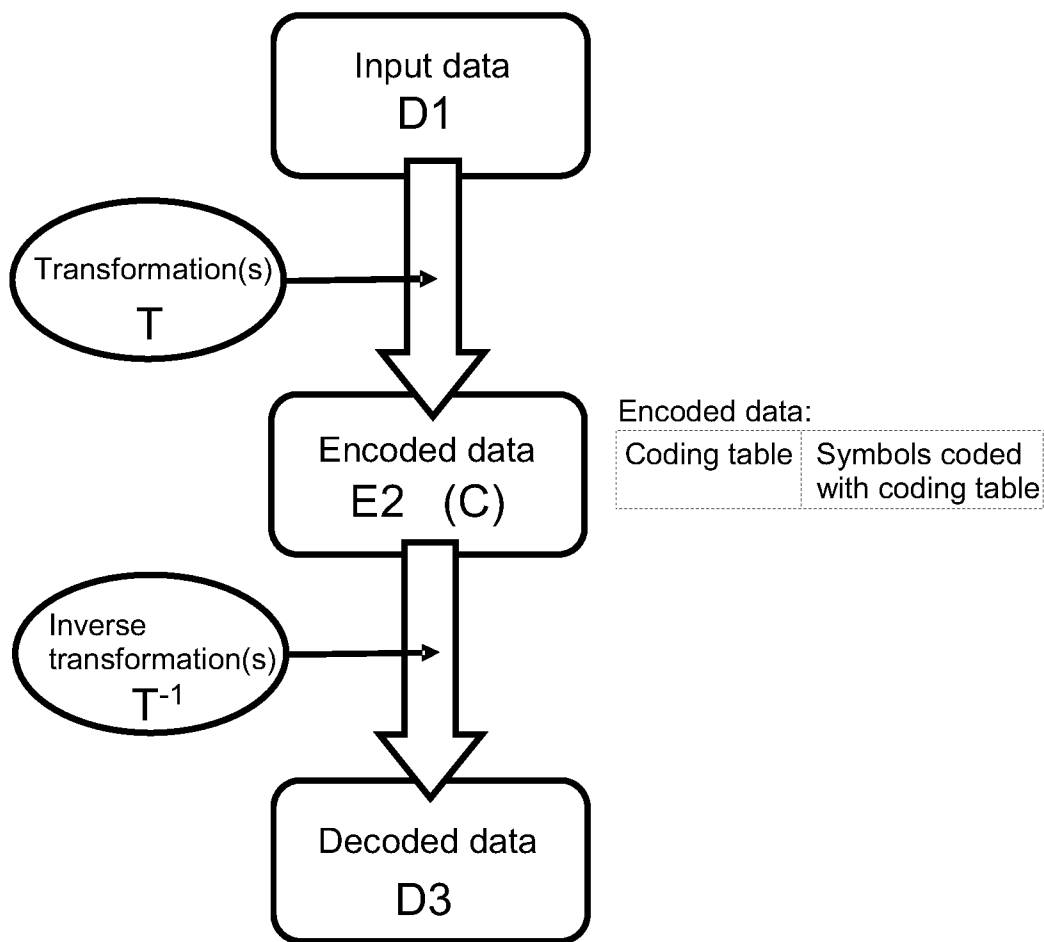 Input data
D1
Transformation(s)
T
Encoded data
E2 (C)
Encoded data:
Coding table
Symbols coded
with coding table
Inverse
transformation(s)
T-1
Decoded data
D3